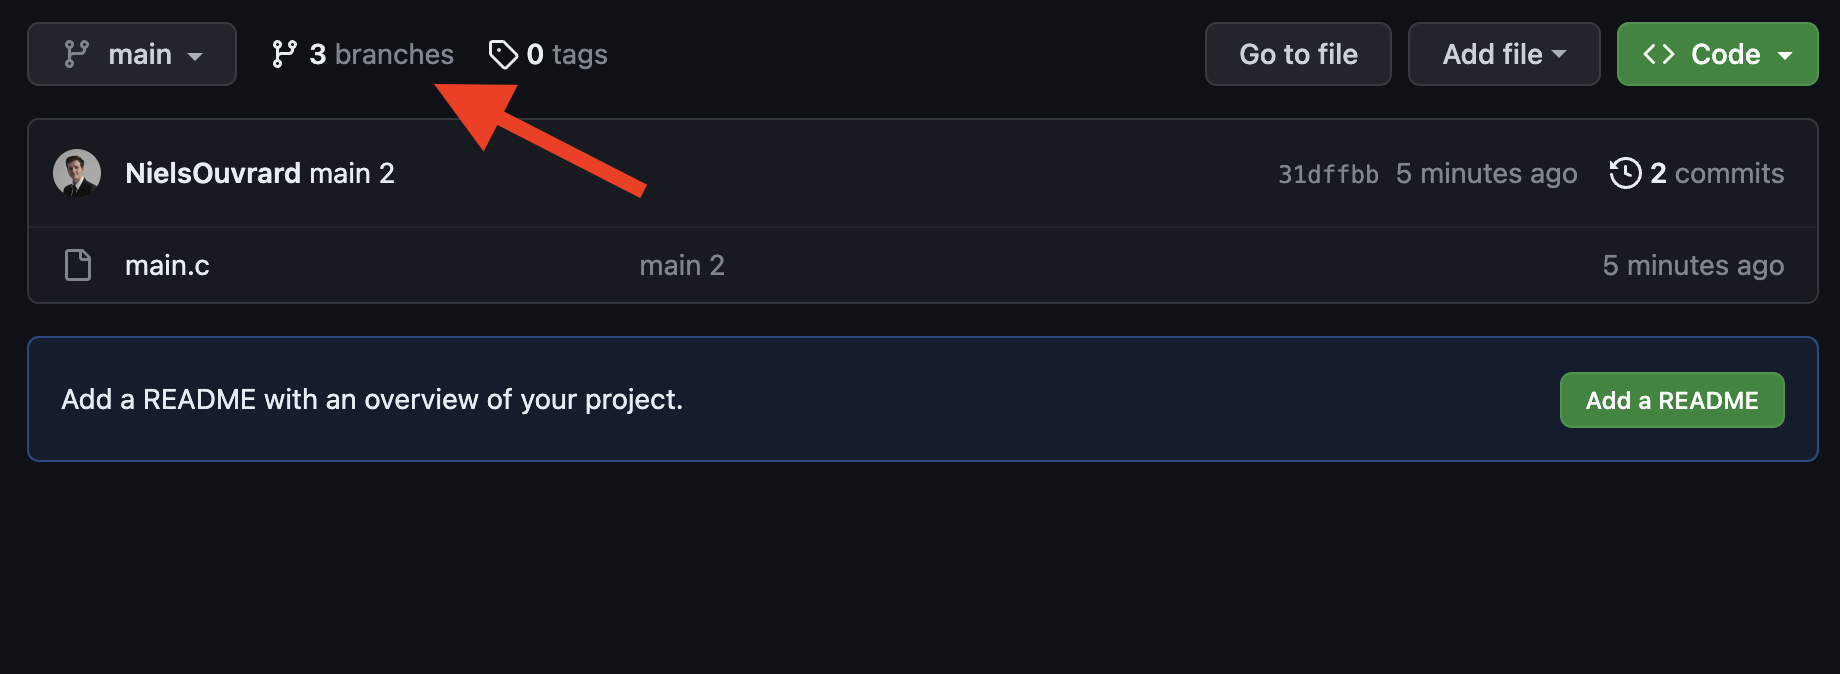 main 3 branches 0 tags Go to file Add file <> Code
NielsOuvrard main 2 31dffbb 5 minutes ago 2 commits
main.c main 2 5 minutes ago
Add a README with an overview of your project. Add a README